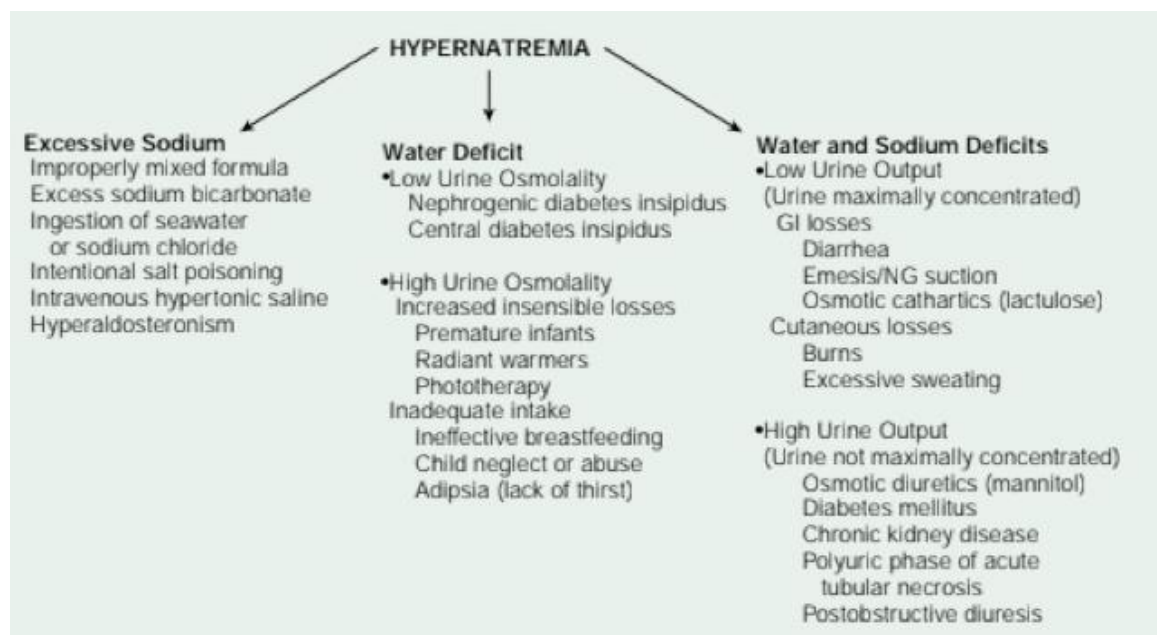 HYPERNATREMIA
Excessive Sodium
Improperly mixed formula
Excess sodium bicarbonate
Ingestion of seawater
or sodium chloride
Intentional salt poisoning
Intravenous hypertonic saline
Hyperaldosteronism
Water Deficit
•Low Urine Osmolality
Nephrogenic diabetes insipidus
Central diabetes insipidus
•High Urine Osmolality
Increased insensible losses
Premature infants
Radiant warmers
Phototherapy
Inadequate intake
Ineffective breastfeeding
Child neglect or abuse
Adipsia (lack of thirst)
Water and Sodium Deficits
•Low Urine Output
(Urine maximally concentrated)
GI losses
Diarrhea
Emesis/NG suction
Osmotic cathartics (lactulose)
Cutaneous losses
Burns
Excessive sweating
•High Urine Output
(Urine not maximally concentrated)
Osmotic diuretics (mannitol)
Diabetes mellitus
Chronic kidney disease
Polyuric phase of acute
tubular necrosis
Postobstructive diuresis